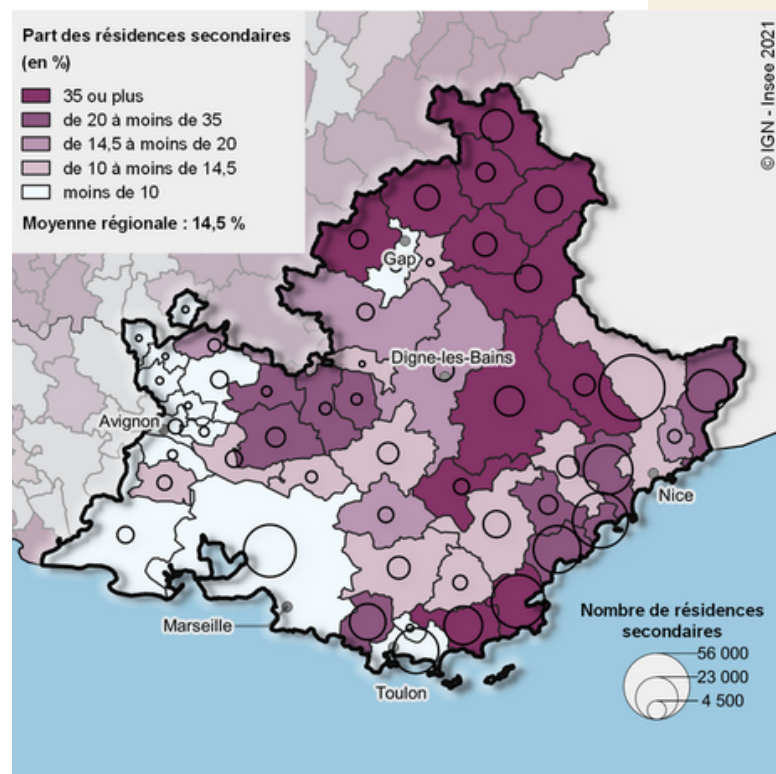 Part des résidences secondaires
(en %)
35 ou plus
de 20 à moins de 35
de 14,5 à moins de 20
de 10 à moins de 14,5
moins de 10
Moyenne régionale : 14,5 %
© IGN - Insee 2021
Gap
Digne-les-Bains
Avignon
Nice
Marseille
Toulon
Nombre de résidences
secondaires
56 000
23 000
4 500